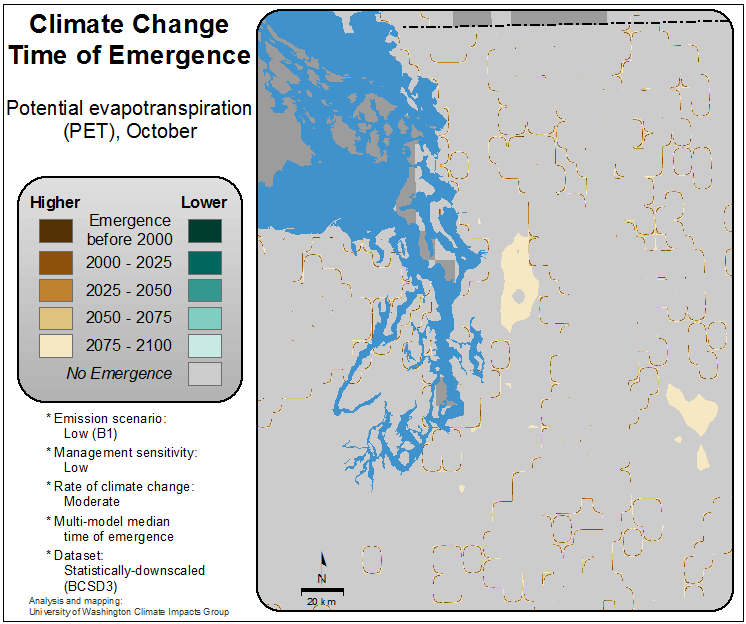 Climate Change
Time of Emergence
Potential evapotranspiration
(PET), October
Higher Lower
Emergence
before 2000
2000 - 2025
2025 - 2050
2050 - 2075
2075 - 2100
No Emergence
* Emission scenario:
Low (B1)
* Management sensitivity:
Low
* Rate of climate change:
Moderate
* Multi-model median
time of emergence
* Dataset:
Statistically-downscaled
(BCSD3)
Analysis and mapping:
University of Washington Climate Impacts Group
N
20 km